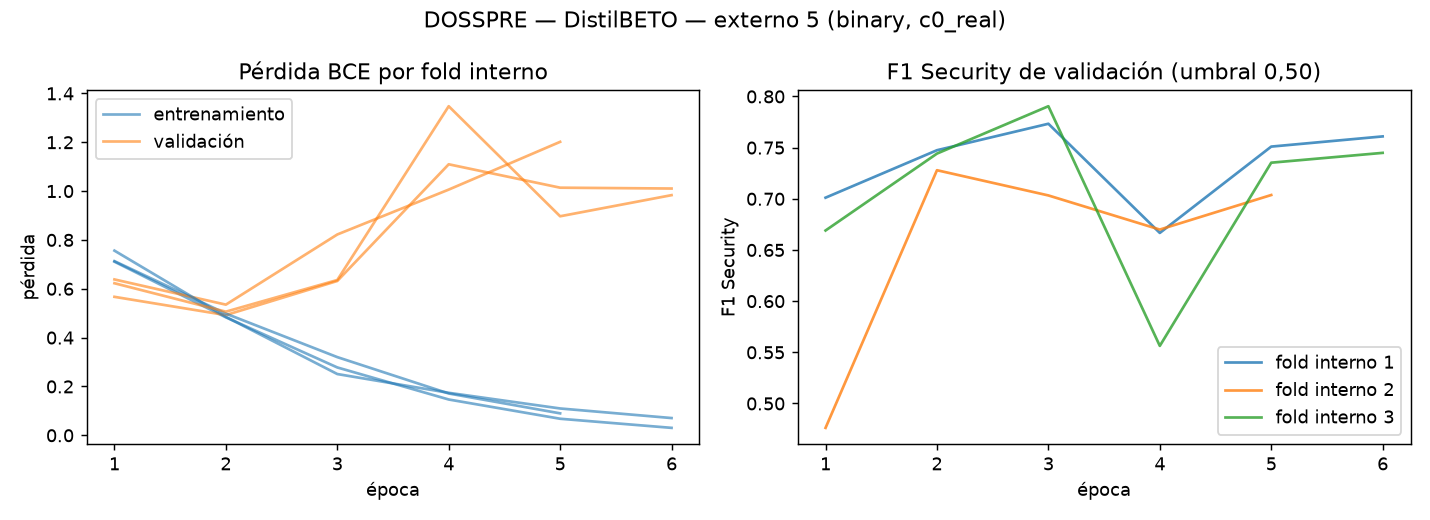 DOSSPRE — DistilBETO — externo 5 (binary, c0_real)
Pérdida BCE por fold interno
entrenamiento
validación
1.4
1.2
1.0
0.8
0.6
0.4
0.2
0.0
pérdida
1 2 3 4 5 6
época
F1 Security de validación (umbral 0,50)
0.80
0.75
0.70
0.65
0.60
0.55
0.50
F1 Security
fold interno 1
fold interno 2
fold interno 3
1 2 3 4 5 6
época